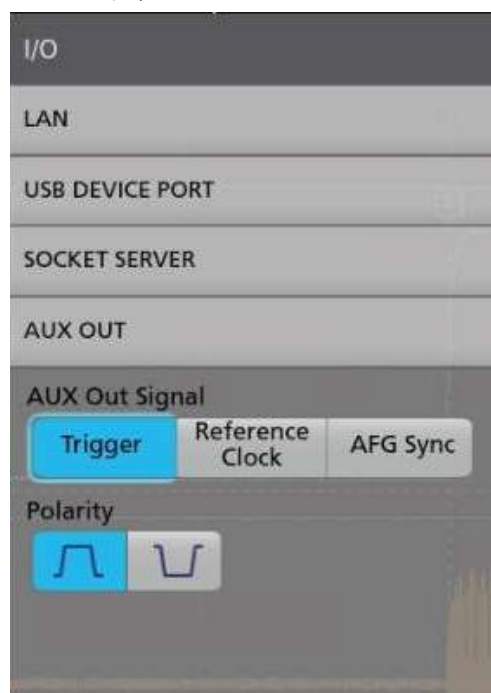 I/O
LAN
USB DEVICE PORT
SOCKET SERVER
AUX OUT
AUX Out Signal
Trigger
Reference
Clock
AFG Sync
Polarity